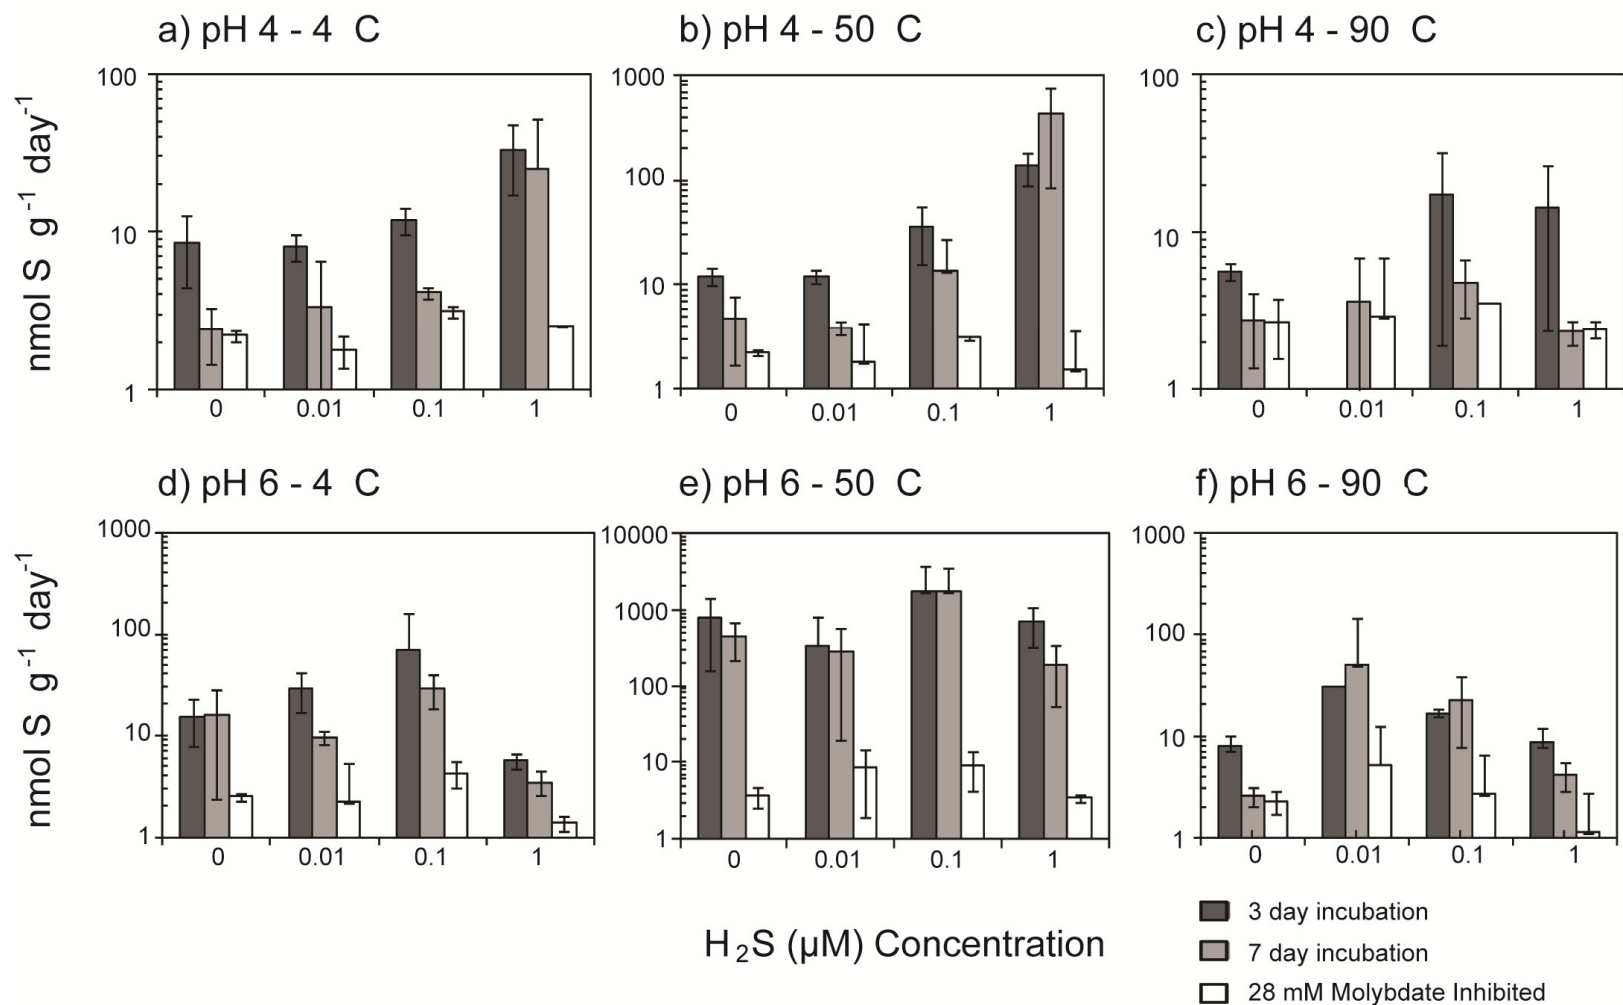 a) pH 4 - 4 C
b) pH 4 - 50 C
c) pH 4 - 90 C
nmol S g⁻¹ day⁻¹
100
10
1
0 0.01 0.1 1
1000
100
10
1
0 0.01 0.1 1
100
10
1
0 0.01 0.1 1
d) pH 6 - 4 C
e) pH 6 - 50 C
f) pH 6 - 90 C
nmol S g⁻¹ day⁻¹
1000
100
10
1
0 0.01 0.1 1
10000
1000
100
10
1
0 0.01 0.1 1
1000
100
10
1
0 0.01 0.1 1
H₂S (µM) Concentration
3 day incubation
7 day incubation
28 mM Molybdate Inhibited